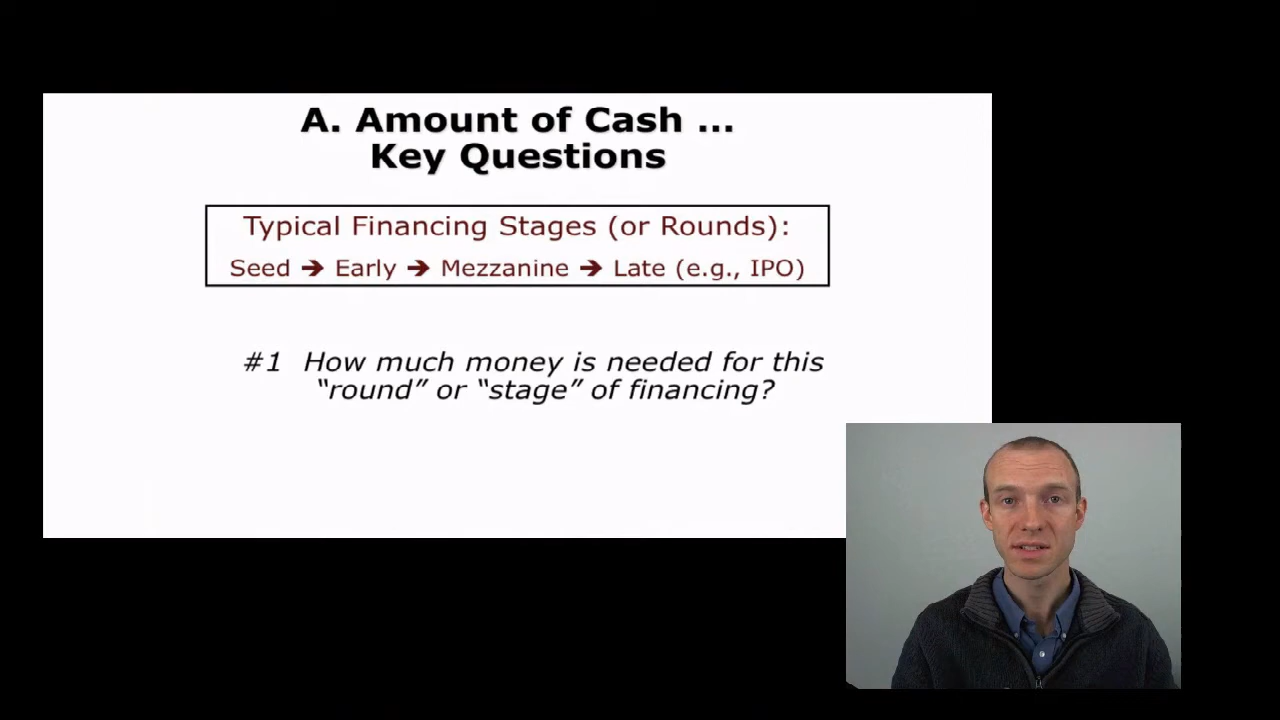 A. Amount of Cash ...
Key Questions
Typical Financing Stages (or Rounds):
Seed ➔ Early ➔ Mezzanine ➔ Late (e.g., IPO)
#1 How much money is needed for this
“round” or “stage” of financing?